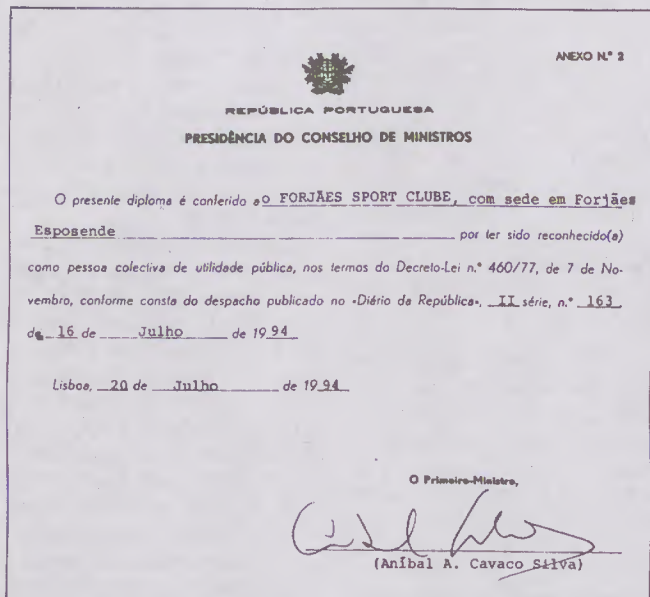 ANEXO N.º 2
REPÚBLICA PORTUGUESA
PRESIDÊNCIA DO CONSELHO DE MINISTROS
O presente diploma é conferido ao FORJÃES SPORT CLUBE, com sede em Forjães
Esposende por ter sido reconhecido(a)
como pessoa colectiva de utilidade pública, nos termos do Decreto-Lei n.º 460/77, de 7 de No-
vembro, conforme consta do despacho publicado no «Diário da República», II série, n.º 163
de 16 de Julho de 1994
Lisboa, 20 de Julho de 1994
O Primeiro-Ministro,
(Aníbal A. Cavaco Silva)